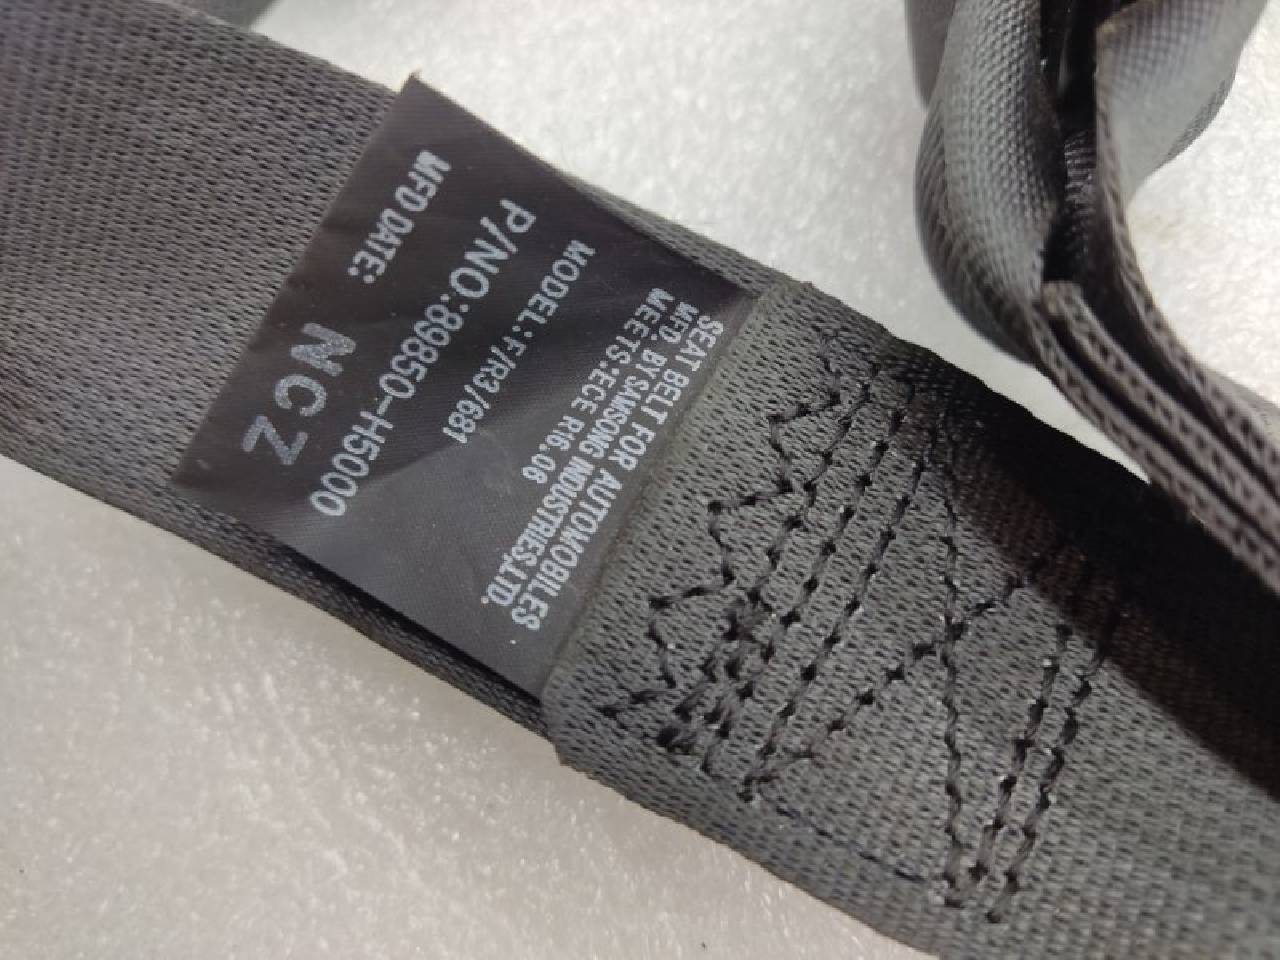 SEAT BELT FOR AUTOMOBILES
MFD. BY SAMSONG INDUSTRIES,LTD.
MEETS:ECE R16.06
MODEL:F/R3/681
P/NO:89850-H5000
MFD DATE:
NCZ